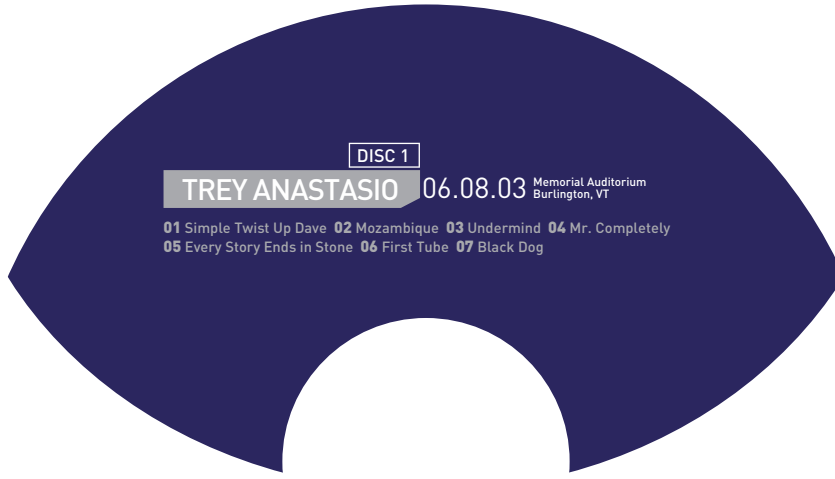 DISC 1
TREY ANASTASIO 06.08.03 Memorial Auditorium
Burlington, VT
01 Simple Twist Up Dave 02 Mozambique 03 Undermind 04 Mr. Completely
05 Every Story Ends in Stone 06 First Tube 07 Black Dog